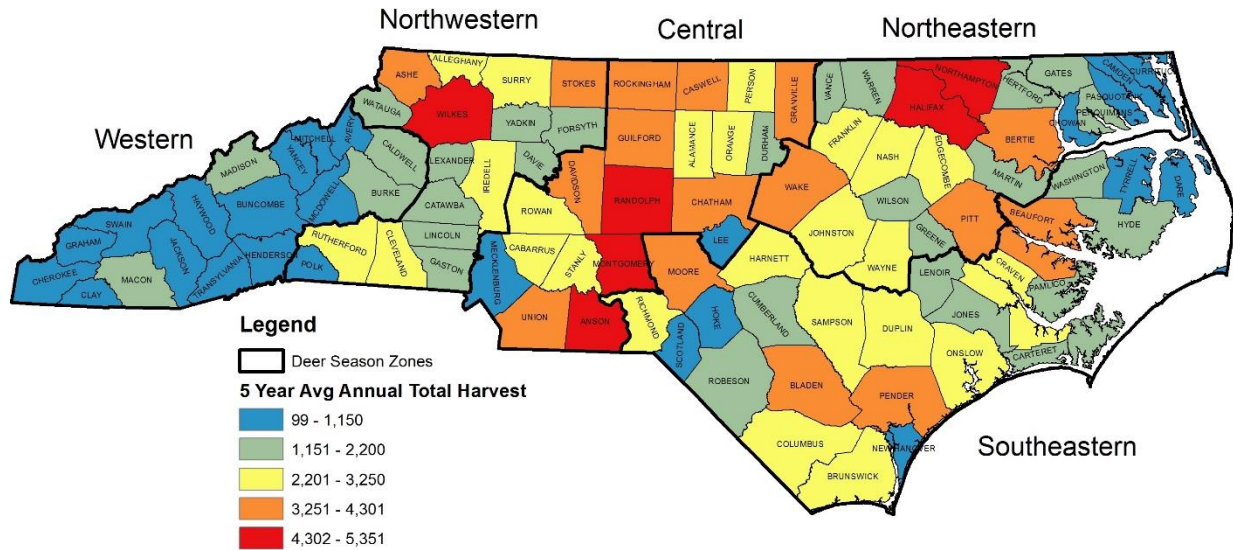 Northwestern
Central
Northeastern
Western
Southeastern
ALLEGHANY
ASHE
SURRY
STOKES
ROCKINGHAM
CASWELL
PERSON
GRANVILLE
VANCE
WARREN
NORTHAMPTON
HALIFAX
HERTFORD
GATES
CAMDEN
CURRITUC
PASQUOTA
PERQUIMANS
CHOWAN
BERTIE
WATAUGA
WILKES
YADKIN
FORSYTH
GUILFORD
ALAMANCE
ORANGE
DURHAM
FRANKLIN
NASH
EDGECOMBE
MARTIN
WASHINGTON
TYRRELL
DARE
MITCHELL
AVERY
YANCEY
MADISON
CALDWELL
ALEXANDER
IREDELL
DAVIE
DAVIDSON
RANDOLPH
CHATHAM
WAKE
WILSON
PITT
BEAUFORT
HYDE
HAYWOOD
BUNCOMBE
MCDOWELL
BURKE
CATAWBA
ROWAN
LEE
JOHNSTON
GREENE
SWAIN
GRAHAM
JACKSON
HENDERSON
TRANSYLVANIA
RUTHERFORD
CLEVELAND
LINCOLN
GASTON
CABARRUS
STANLY
MONTGOMERY
MOORE
HARNETT
WAYNE
LENOIR
CRAVEN
PAMLICO
CHEROKEE
CLAY
MACON
POLK
MECKLENBURG
UNION
ANSON
RICHMOND
SCOTLAND
HOKE
CUMBERLAND
SAMPSON
DUPLIN
JONES
CARTERET
ONSLOW
ROBESON
BLADEN
PENDER
NEW HANOVER
COLUMBUS
BRUNSWICK
Legend
Deer Season Zones
5 Year Avg Annual Total Harvest
99 - 1,150
1,151 - 2,200
2,201 - 3,250
3,251 - 4,301
4,302 - 5,351